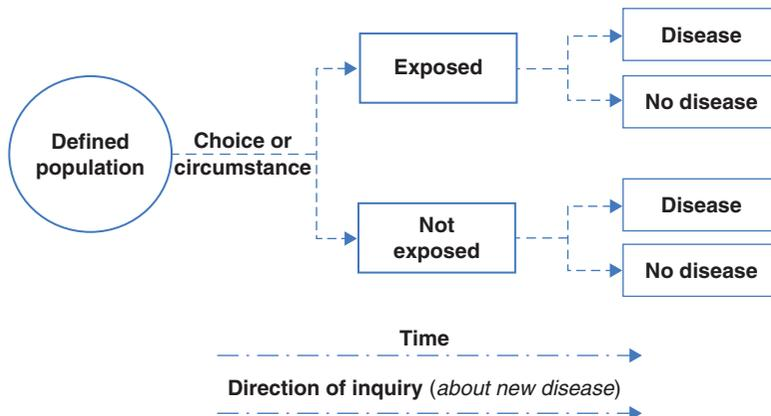 Defined
population
Choice or
circumstance
Exposed
Disease
No disease
Not
exposed
Disease
No disease
Time
Direction of inquiry (about new disease)